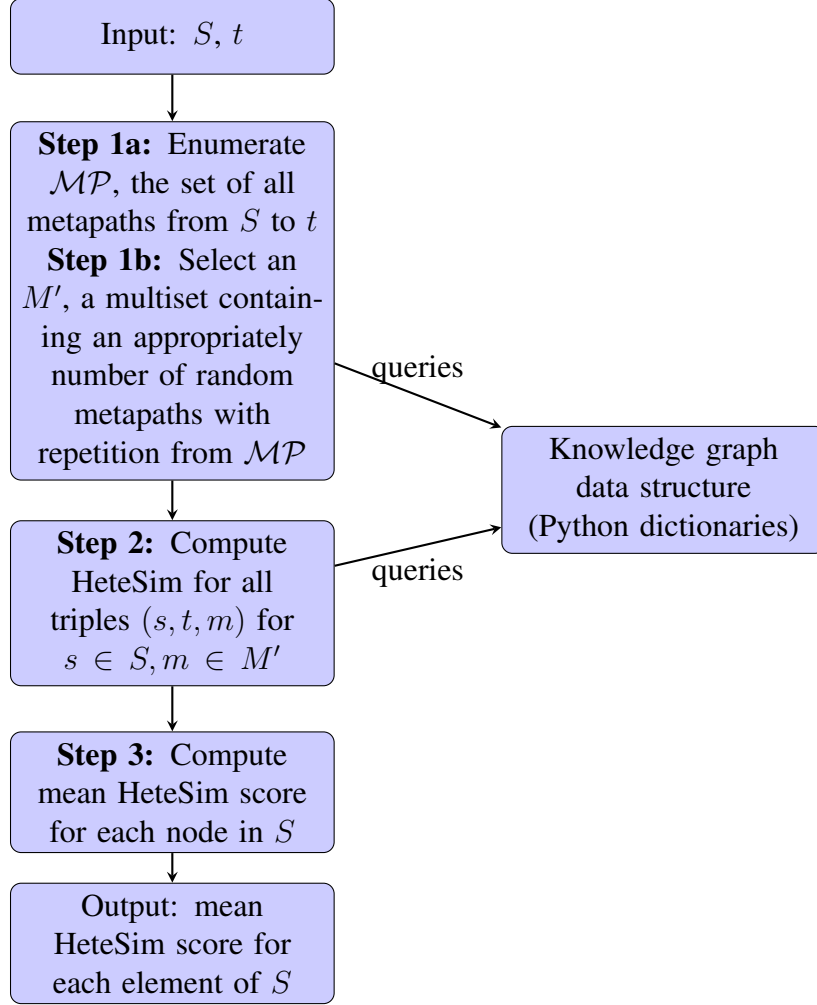 Input: S, t
Step 1a: Enumerate
MP, the set of all
metapaths from S to t
Step 1b: Select an
M′, a multiset contain-
ing an appropriately
number of random
metapaths with
repetition from MP
queries
Knowledge graph
data structure
(Python dictionaries)
Step 2: Compute
HeteSim for all
triples (s, t, m) for
s ∈ S, m ∈ M′
queries
Step 3: Compute
mean HeteSim score
for each node in S
Output: mean
HeteSim score for
each element of S